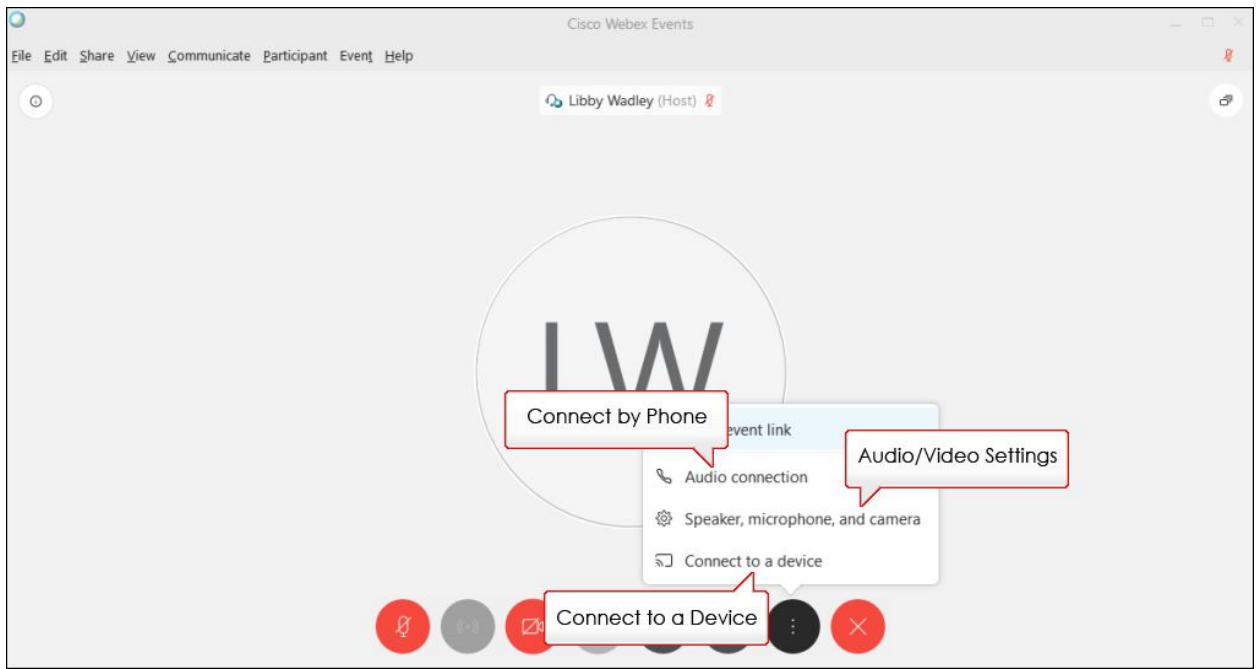 Cisco Webex Events
File Edit Share View Communicate Participant Event Help
Libby Wadley (Host)
LW
Connect by Phone
event link
Audio/Video Settings
Audio connection
Speaker, microphone, and camera
Connect to a device
Connect to a Device